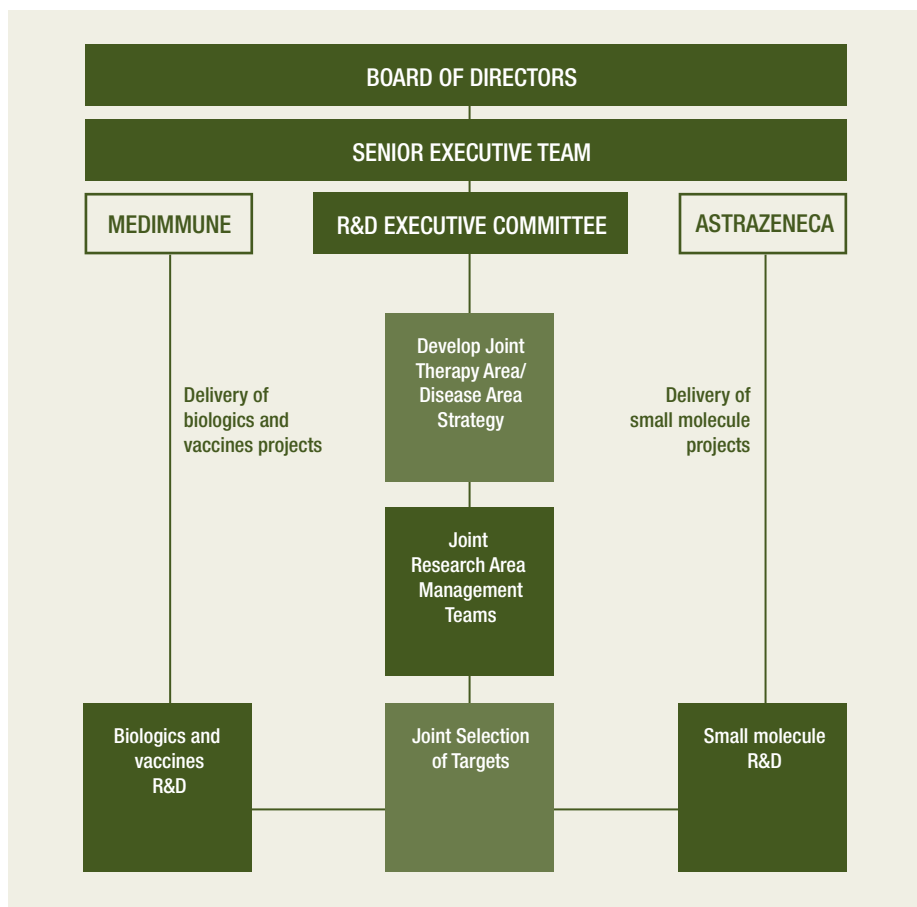 BOARD OF DIRECTORS
SENIOR EXECUTIVE TEAM
MEDIMMUNE
R&D EXECUTIVE COMMITTEE
ASTRAZENECA
Develop Joint
Therapy Area/
Disease Area
Strategy
Delivery of
biologics and
vaccines projects
Delivery of
small molecule
projects
Joint
Research Area
Management
Teams
Biologics and
vaccines
R&D
Joint Selection
of Targets
Small molecule
R&D